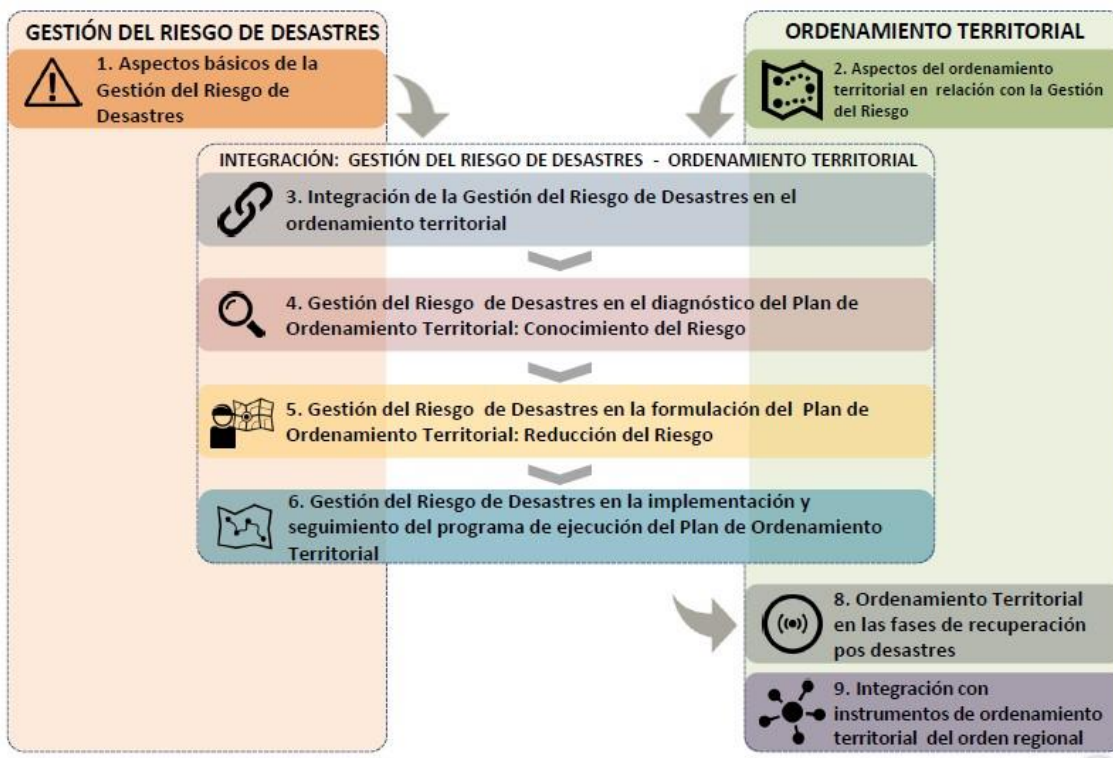 GESTIÓN DEL RIESGO DE DESASTRES
1. Aspectos básicos de la
Gestión del Riesgo de
Desastres
ORDENAMIENTO TERRITORIAL
2. Aspectos del ordenamiento
territorial en relación con la Gestión
del Riesgo
INTEGRACIÓN: GESTIÓN DEL RIESGO DE DESASTRES - ORDENAMIENTO TERRITORIAL
3. Integración de la Gestión del Riesgo de Desastres en el
ordenamiento territorial
4. Gestión del Riesgo de Desastres en el diagnóstico del Plan de
Ordenamiento Territorial: Conocimiento del Riesgo
5. Gestión del Riesgo de Desastres en la formulación del Plan de
Ordenamiento Territorial: Reducción del Riesgo
6. Gestión del Riesgo de Desastres en la implementación y
seguimiento del programa de ejecución del Plan de Ordenamiento
Territorial
8. Ordenamiento Territorial
en las fases de recuperación
pos desastres
9. Integración con
instrumentos de ordenamiento
territorial del orden regional